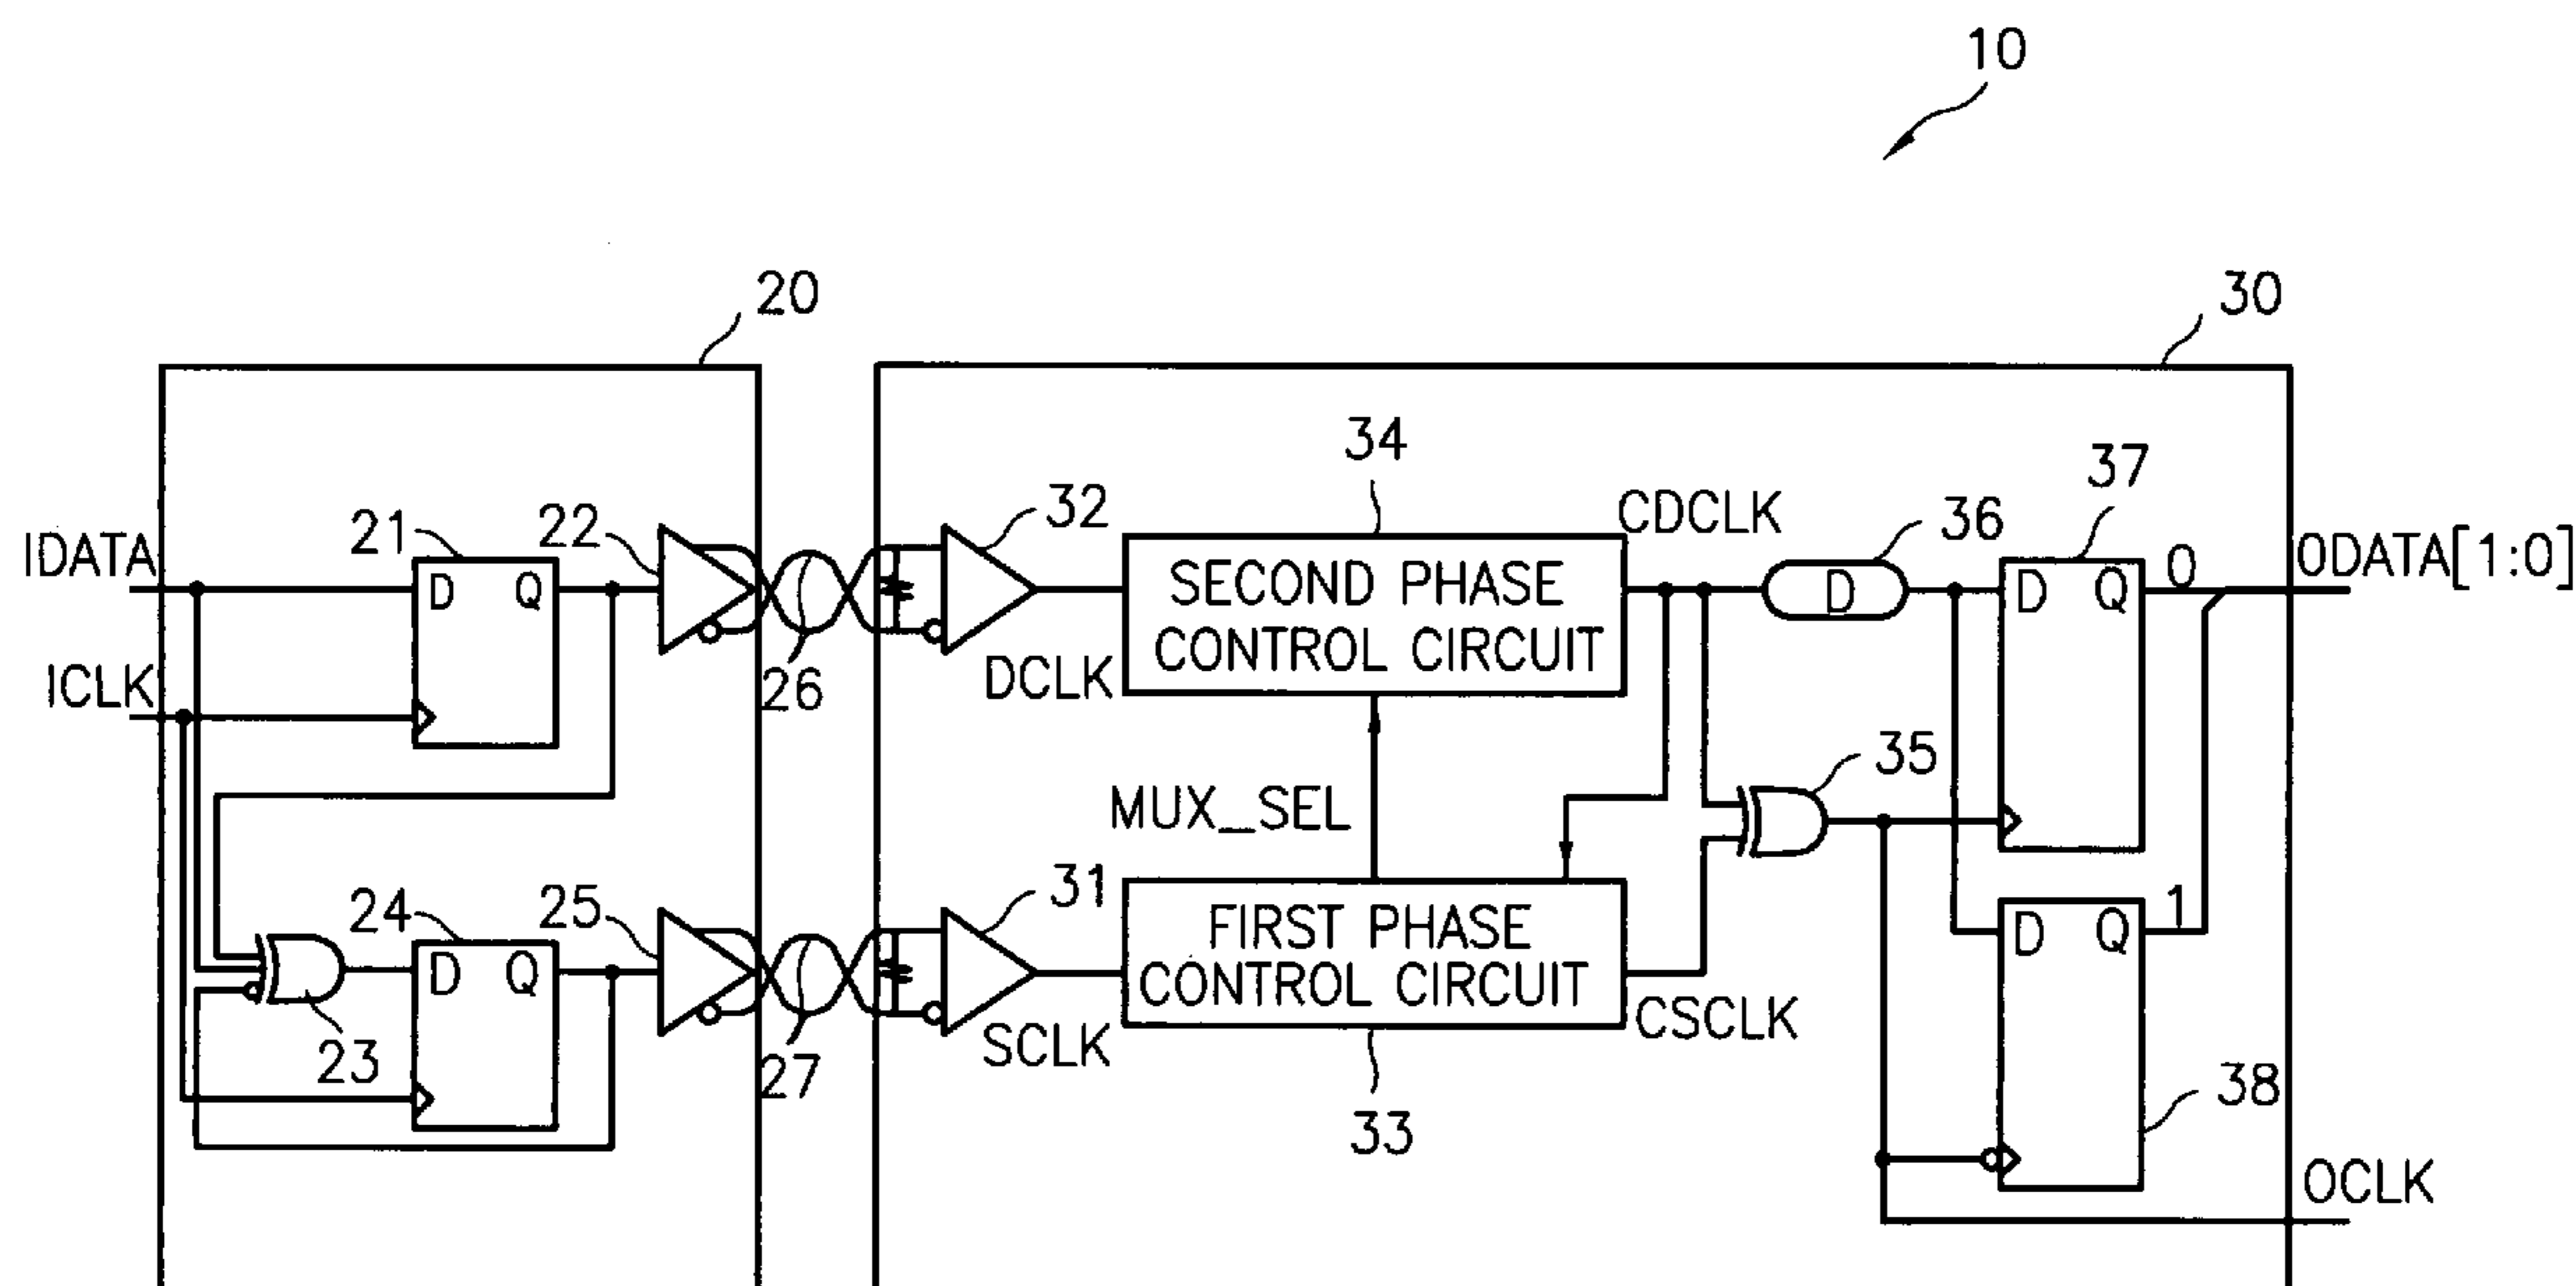 10
20
30
34
37
32
CDCLK
36
21
22
IDATA
D
Q
SECOND PHASE
CONTROL CIRCUIT
D
D
Q
0
ODATA[1:0]
ICLK
26
DCLK
MUX_SEL
35
24
25
31
D
Q
FIRST PHASE
CONTROL CIRCUIT
D
Q
1
23
27
SCLK
CSCLK
33
38
OCLK